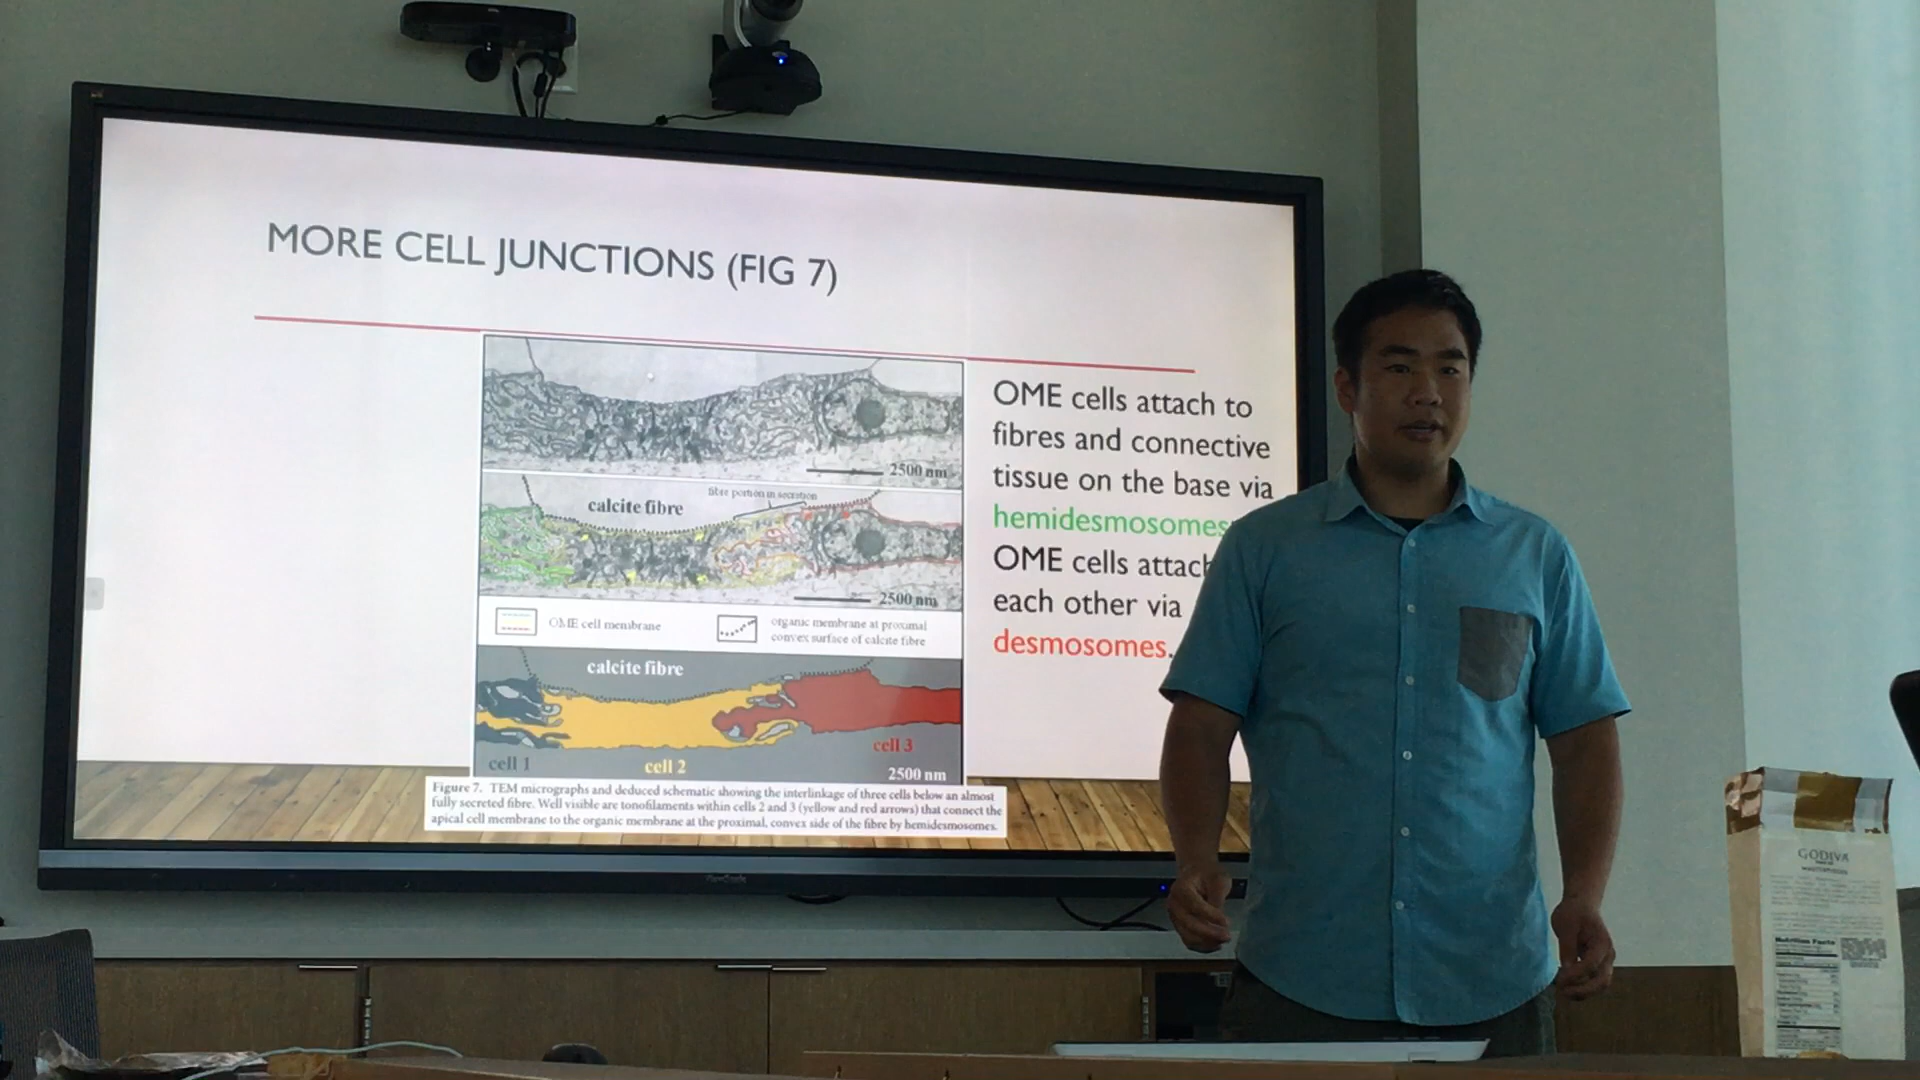 MORE CELL JUNCTIONS (FIG 7)
2500 nm
calcite fibre
fibre portion in secretion
2500 nm
OME cell membrane
organic membrane at proximal
convex surface of calcite fibre
calcite fibre
cell 1
cell 2
cell 3
2500 nm
Figure 7. TEM micrographs and deduced schematic showing the interlinkage of three cells below an almost
fully secreted fibre. Well visible are tonofilaments within cells 2 and 3 (yellow and red arrows) that connect the
apical cell membrane to the organic membrane at the proximal, convex side of the fibre by hemidesmosomes.
OME cells attach to
fibres and connective
tissue on the base via
hemidesmosomes
OME cells attach
each other via
desmosomes.
ViewSonic
GODIVA
Nutrition Facts